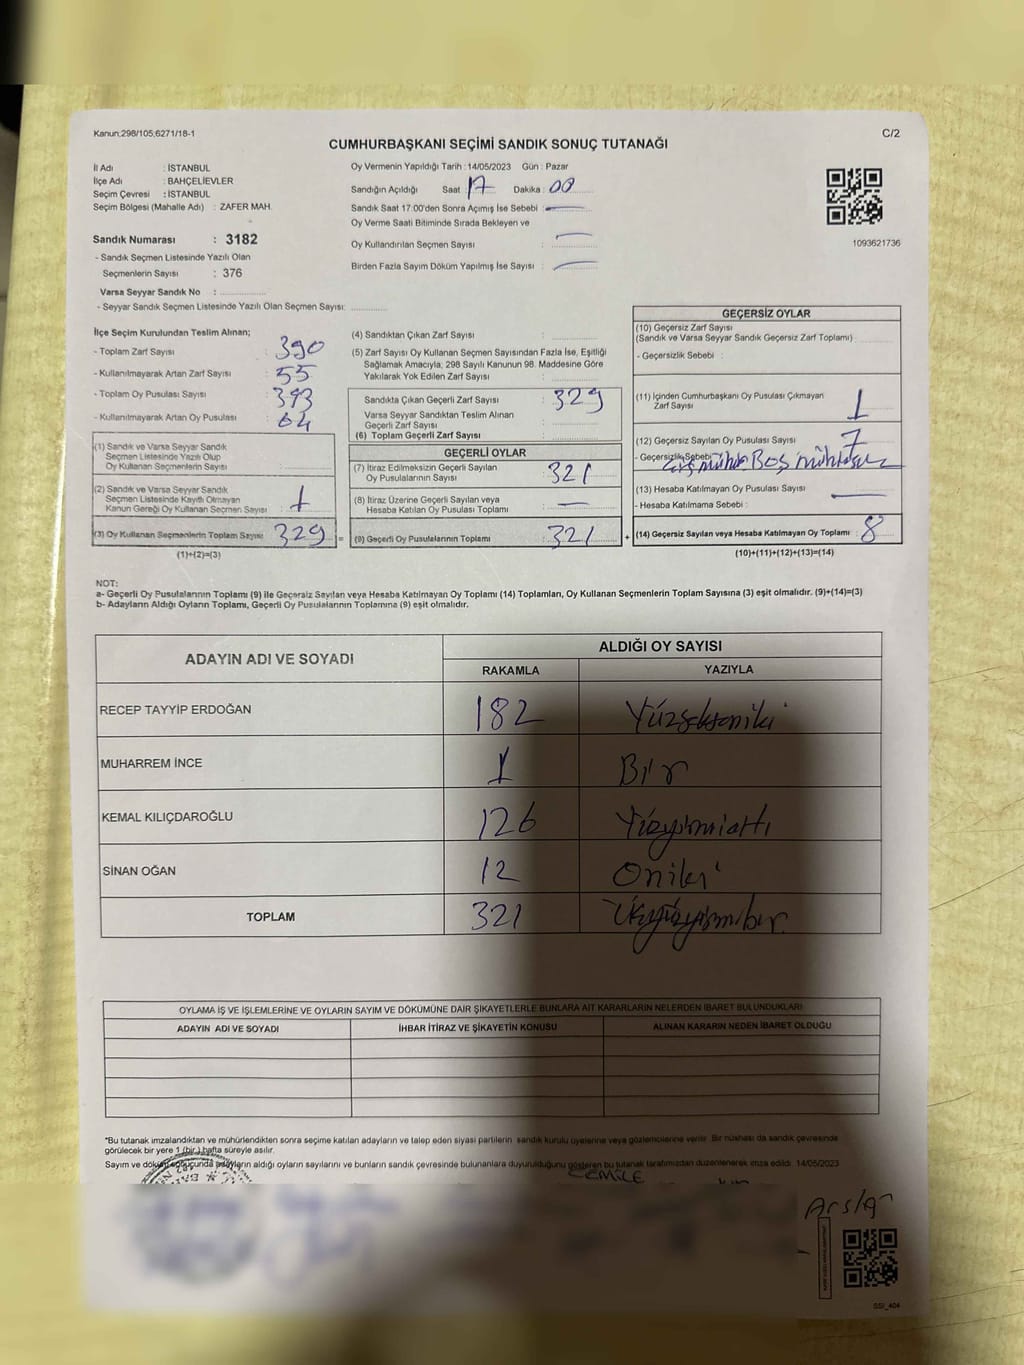 Kanun:298/105;6271/18-1
C/2
CUMHURBAŞKANI SEÇİMİ SANDIK SONUÇ TUTANAĞI
İl Adı : İSTANBUL
İlçe Adı : BAHÇELİEVLER
Seçim Çevresi : İSTANBUL
Seçim Bölgesi (Mahalle Adı) : ZAFER MAH.
Sandık Numarası : 3182
- Sandık Seçmen Listesinde Yazılı Olan
Seçmenlerin Sayısı : 376
Varsa Seyyar Sandık No :
- Seyyar Sandık Seçmen Listesinde Yazılı Olan Seçmen Sayısı:
Oy Vermenin Yapıldığı Tarih : 14/05/2023 Gün : Pazar
Sandığın Açıldığı Saat 17 Dakika : 00
Sandık Saat 17.00'den Sonra Açımış İse Sebebi :
Oy Verme Saati Bitiminde Sırada Bekleyen ve
Oy Kullandırılan Seçmen Sayısı :
Birden Fazla Sayım Döküm Yapılmış İse Sayısı :
1093621736
İlçe Seçim Kurulundan Teslim Alınan;
- Toplam Zarf Sayısı : 390
- Kullanılmayarak Artan Zarf Sayısı : 55
- Toplam Oy Pusulası Sayısı : 393
- Kullanılmayarak Artan Oy Pusulası : 64
(1) Sandık ve Varsa Seyyar Sandık
Seçmen Listesinde Yazılı Olup
Oy Kullanan Seçmenlerin Sayısı :
(2) Sandık ve Varsa Seyyar Sandık
Seçmen Listesinde Kayıtlı Olmayan
Kanun Gereği Oy Kullanan Seçmen Sayısı : 1
(3) Oy Kullanan Seçmenlerin Toplam Sayısı : 329
(1)+(2)=(3)
(4) Sandıktan Çıkan Zarf Sayısı :
(5) Zarf Sayısı Oy Kullanan Seçmen Sayısından Fazla İse, Eşitliği
Sağlamak Amacıyla; 298 Sayılı Kanunun 98. Maddesine Göre
Yakılarak Yok Edilen Zarf Sayısı :
Sandıkta Çıkan Geçerli Zarf Sayısı : 329
Varsa Seyyar Sandıktan Teslim Alınan
Geçerli Zarf Sayısı :
(6) Toplam Geçerli Zarf Sayısı :
GEÇERLİ OYLAR
(7) İtiraz Edilmeksizin Geçerli Sayılan
Oy Pusulalarının Sayısı : 321
(8) İtiraz Üzerine Geçerli Sayılan veya
Hesaba Katılan Oy Pusulası Toplamı :
= (9) Geçerli Oy Pusulalarının Toplamı : 321
GEÇERSİZ OYLAR
(10) Geçersiz Zarf Sayısı
(Sandık ve Varsa Seyyar Sandık Geçersiz Zarf Toplamı) :
- Geçersizlik Sebebi :
(11) İçinden Cumhurbaşkanı Oy Pusulası Çıkmayan
Zarf Sayısı : 1
(12) Geçersiz Sayılan Oy Pusulası Sayısı : 7
- Geçersizlik Sebebi Boş
(13) Hesaba Katılmayan Oy Pusulası Sayısı :
- Hesaba Katılmama Sebebi :
+ (14) Geçersiz Sayılan veya Hesaba Katılmayan Oy Toplamı : 8
(10)+(11)+(12)+(13)=(14)
NOT:
a- Geçerli Oy Pusulalarının Toplamı (9) ile Geçersiz Sayılan veya Hesaba Katılmayan Oy Toplamı (14) Toplamları, Oy Kullanan Seçmenlerin Toplam Sayısına (3) eşit olmalıdır. (9)+(14)=(3)
b- Adayların Aldığı Oyların Toplamı, Geçerli Oy Pusulalarının Toplamına (9) eşit olmalıdır.
ADAYIN ADI VE SOYADI
ALDIĞI OY SAYISI
RAKAMLA YAZIYLA
RECEP TAYYİP ERDOĞAN 182 Yüzsekseniki
MUHARREM İNCE 1 Bir
KEMAL KILIÇDAROĞLU 126 Yüzyirmialtı
SİNAN OĞAN 12 Oniki
TOPLAM 321 Üçyüzyirmibir
OYLAMA İŞ VE İŞLEMLERİNE VE OYLARIN SAYIM VE DÖKÜMÜNE DAİR ŞİKAYETLERLE BUNLARA AİT KARARLARIN NELERDEN İBARET BULUNDUKLARI
ADAYIN ADI VE SOYADI İHBAR İTİRAZ VE ŞİKAYETİN KONUSU ALINAN KARARIN NEDEN İBARET OLDUĞU
*Bu tutanak imzalandıktan ve mühürlendikten sonra seçime katılan adayların ve talep eden siyasi partilerin sandık kurulu üyelerine veya gözlemcilerine verilir. Bir nüshası da sandık çevresinde
görülecek bir yere 1 (bir) hafta süreyle asılır.
Sayım ve döküm sonucunda adayların aldığı oyların sayılarını ve bunların sandık çevresinde bulunanlara duyurulduğunu gösteren bu tutanak tarafımızdan düzenlenerek imza edildi. 14/05/2023
CEMİLE
Arslan
SSI_404